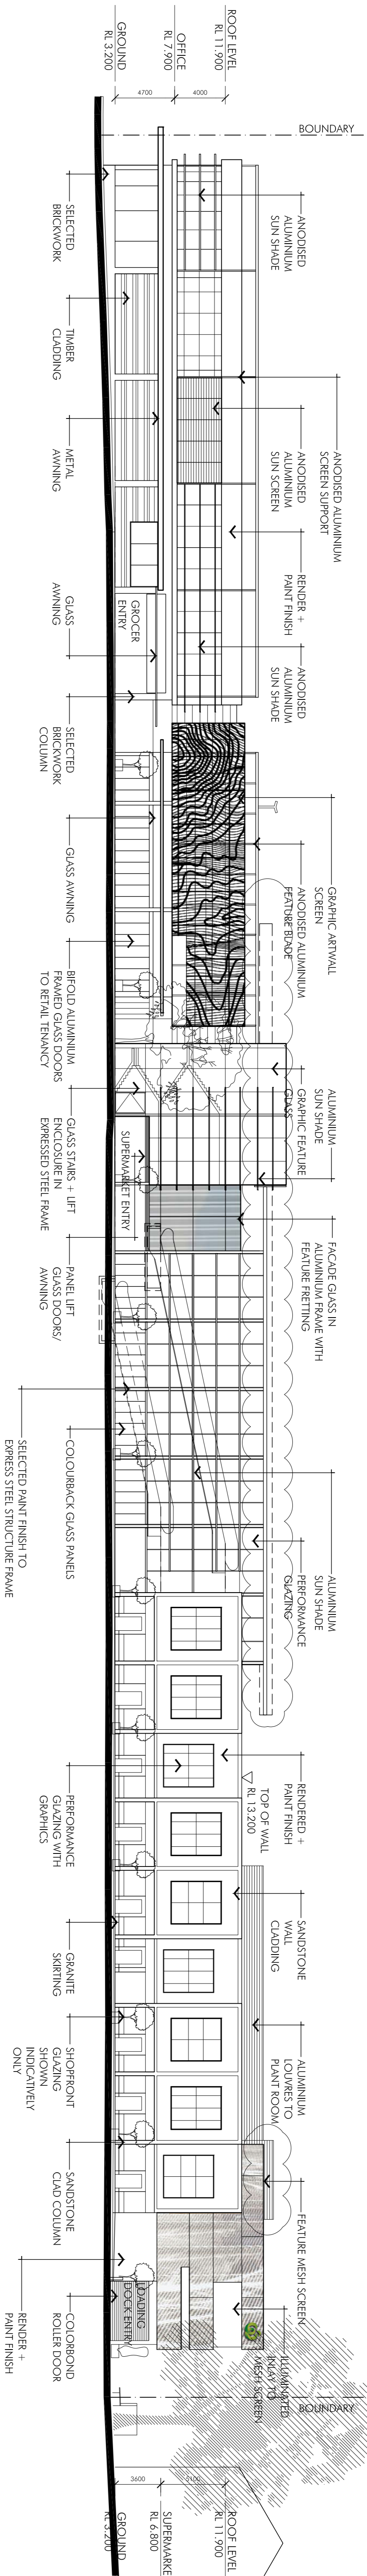 ROOF LEVEL
RL 11.900
OFFICE
RL 7.900
GROUND
RL 3.200
4000
4700
BOUNDARY
ANODISED
ALUMINIUM
SUN SHADE
ANODISED ALUMINIUM
SCREEN SUPPORT
ANODISED
ALUMINIUM
SUN SCREEN
RENDER +
PAINT FINISH
ANODISED
ALUMINIUM
SUN SHADE
GRAPHIC ARTWALL
SCREEN
ANODISED ALUMINIUM
FEATURE BLADE
ALUMINIUM
SUN SHADE
GRAPHIC FEATURE
GLASS
FACADE GLASS IN
ALUMINIUM FRAME WITH
FEATURE FRETTING
ALUMINIUM
SUN SHADE
PERFORMANCE
GLAZING
RENDERED +
PAINT FINISH
TOP OF WALL
RL 13.200
SANDSTONE
WALL
CLADDING
ALUMINIUM
LOUVRES TO
PLANT ROOM
FEATURE MESH SCREEN
ILLUMINATED
INLAY TO
MESH SCREEN
BOUNDARY
GROCER
ENTRY
SUPERMARKET ENTRY
LOADING
DOCK ENTRY
SELECTED
BRICKWORK
TIMBER
CLADDING
METAL
AWNING
GLASS
AWNING
SELECTED
BRICKWORK
COLUMN
GLASS AWNING
BIFOLD ALUMINIUM
FRAMED GLASS DOORS
TO RETAIL TENANCY
GLASS STAIRS + LIFT
ENCLOSURE IN
EXPRESSED STEEL FRAME
PANEL LIFT
GLASS DOORS/
AWNING
SELECTED PAINT FINISH TO
EXPRESS STEEL STRUCTURE FRAME
COLOURBACK GLASS PANELS
PERFORMANCE
GLAZING WITH
GRAPHICS
GRANITE
SKIRTING
SHOPFRONT
GLAZING
SHOWN
INDICATIVELY
ONLY
SANDSTONE
CLAD COLUMN
RENDER +
PAINT FINISH
COLORBOND
ROLLER DOOR
ROOF LEVEL
RL 11.900
SUPERMARKE
RL 6.800
GROUND
RL 3.200
5100
3600